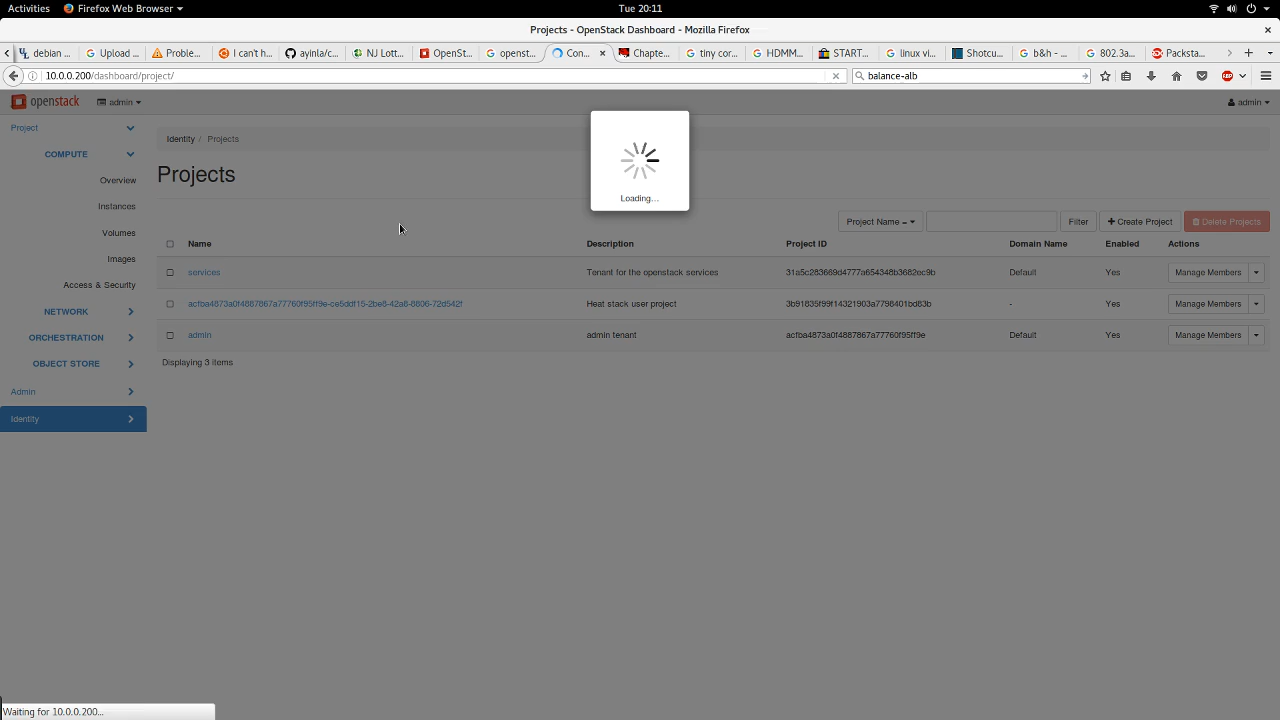 Activities Firefox Web Browser Tue 20:11
Projects - OpenStack Dashboard - Mozilla Firefox
debian ... Upload ... Proble... I can't h... ayinla/c... NJ Lott... OpenSt... openst... Con... Chapte... tiny cor... HDMM... START... linux vi... Shotcu... b&h - ... 802.3a... Packsta...
10.0.0.200/dashboard/project/ balance-alb
openstack admin admin
Project
COMPUTE
Overview
Instances
Volumes
Images
Access & Security
NETWORK
ORCHESTRATION
OBJECT STORE
Admin
Identity
Identity / Projects
Projects
Loading...
Project Name = Filter + Create Project Delete Projects
Name Description Project ID Domain Name Enabled Actions
services Tenant for the openstack services 31a5c283669d4777a654348b3682ec9b Default Yes Manage Members
acfba4873a0f4887867a77760f95ff9e-ce5ddf15-2be8-42a8-8806-72d542f Heat stack user project 3b91835f99f14321903a7798401bd83b - Yes Manage Members
admin admin tenant acfba4873a0f4887867a77760f95ff9e Default Yes Manage Members
Displaying 3 items
Waiting for 10.0.0.200...